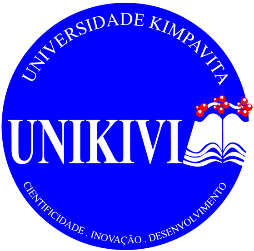 UNIVERSIDADE KIMPAVITA
UNIKIVI
CIENTIFICIDADE . INOVAÇÃO . DESENVOLVIMENTO